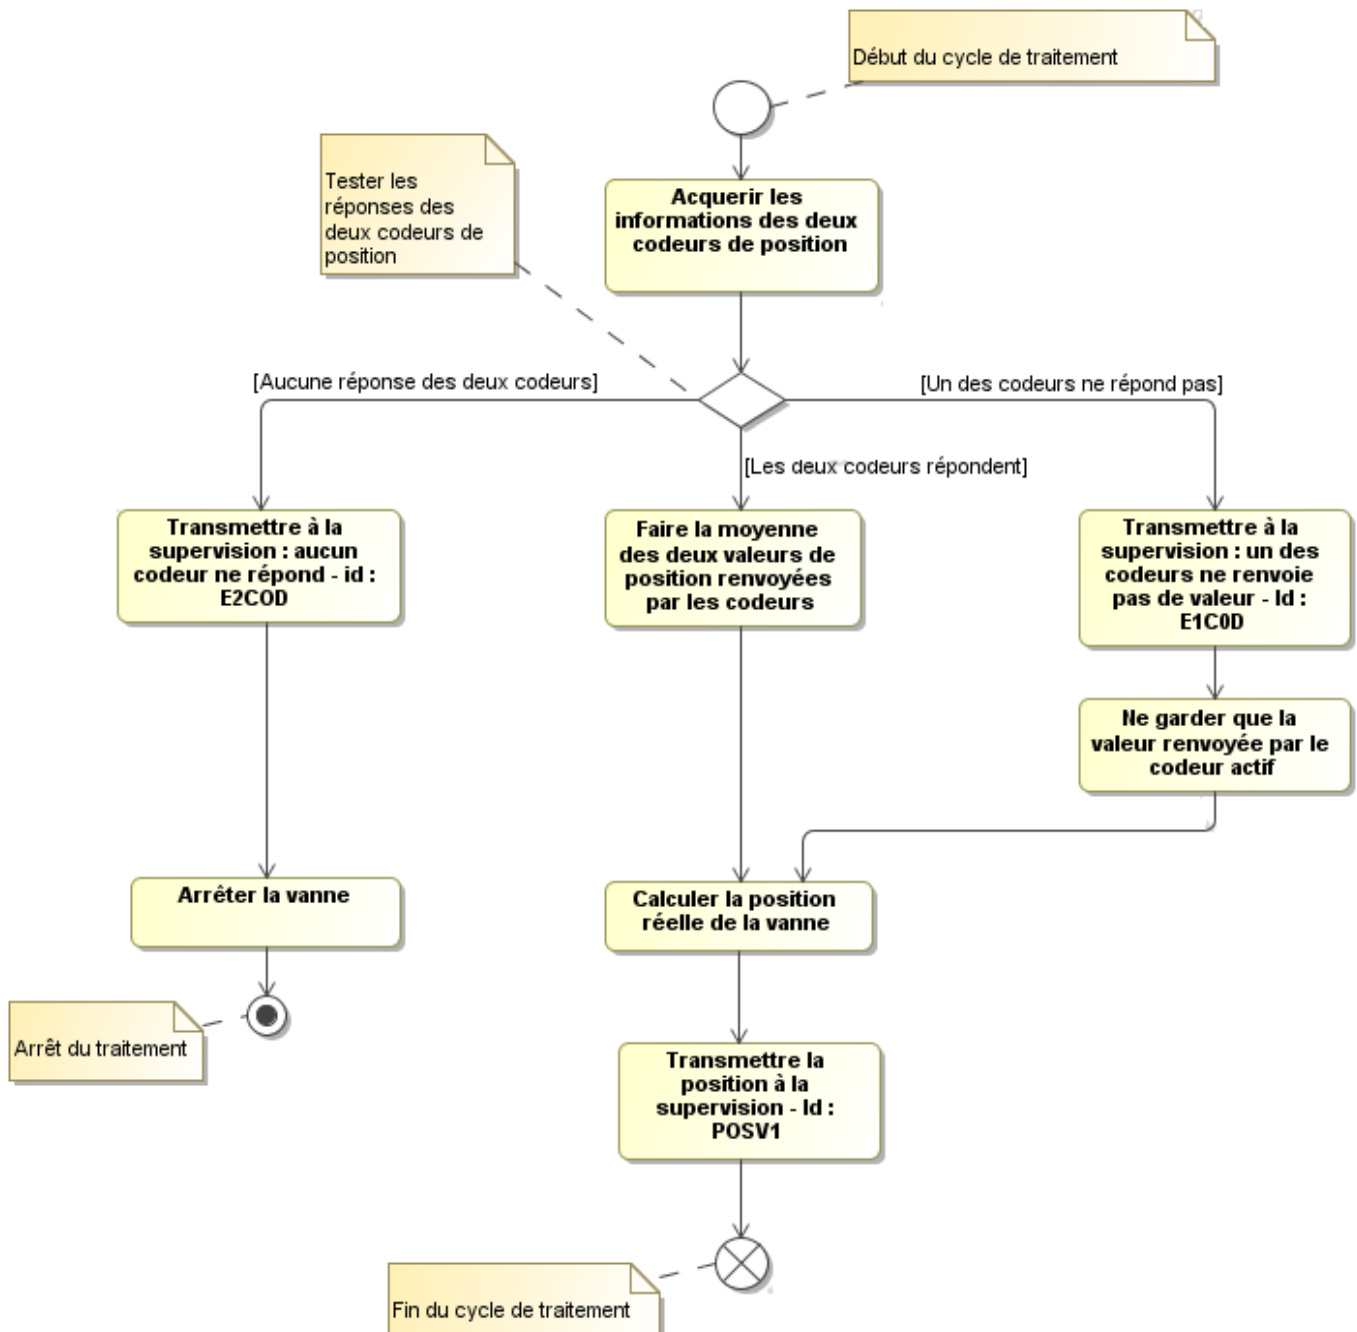 Début du cycle de traitement
Tester les
réponses des
deux codeurs de
position
Acquerir les
informations des deux
codeurs de position
[Aucune réponse des deux codeurs]
[Un des codeurs ne répond pas]
[Les deux codeurs répondent]
Transmettre à la
supervision : aucun
codeur ne répond - id :
E2COD
Faire la moyenne
des deux valeurs de
position renvoyées
par les codeurs
Transmettre à la
supervision : un des
codeurs ne renvoie
pas de valeur - Id :
E1C0D
Ne garder que la
valeur renvoyée par le
codeur actif
Arrêter la vanne
Calculer la position
réelle de la vanne
Arrêt du traitement
Transmettre la
position à la
supervision - Id :
POSV1
Fin du cycle de traitement